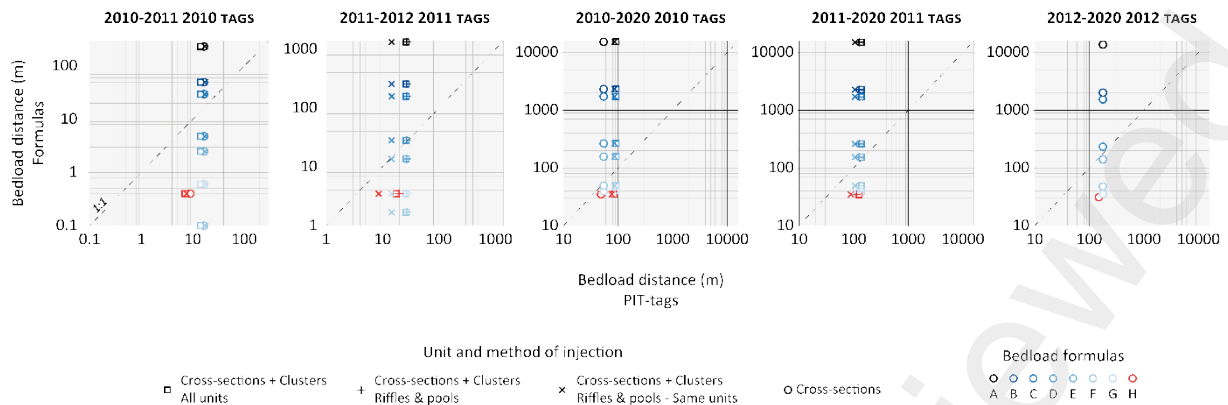 2010-2011 2010 TAGS
2011-2012 2011 TAGS
2010-2020 2010 TAGS
2011-2020 2011 TAGS
2012-2020 2012 TAGS
Bedload distance (m)
Formulas
100
10
1
0.1
1:1
0.1 1 10 100
1000
100
10
1
1 10 100 1000
10000
1000
100
10
10 100 1000 10000
10000
1000
100
10
10 100 1000 10000
10000
1000
100
10
10 100 1000 10000
Bedload distance (m)
PIT-tags
Unit and method of injection
Cross-sections + Clusters
All units
Cross-sections + Clusters
Riffles & pools
Cross-sections + Clusters
Riffles & pools - Same units
Cross-sections
Bedload formulas
A B C D E F G H
iewed